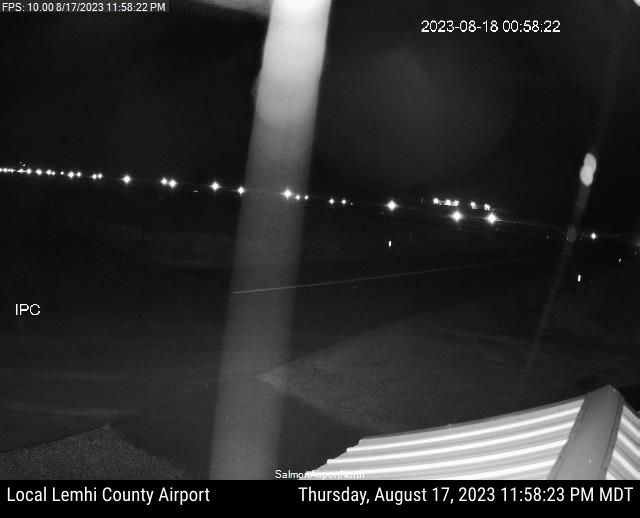 FPS: 10.00 8/17/2023 11:58:22 PM
2023-08-18 00:58:22
IPC
SalmonAirportNorth
Local Lemhi County Airport Thursday, August 17, 2023 11:58:23 PM MDT